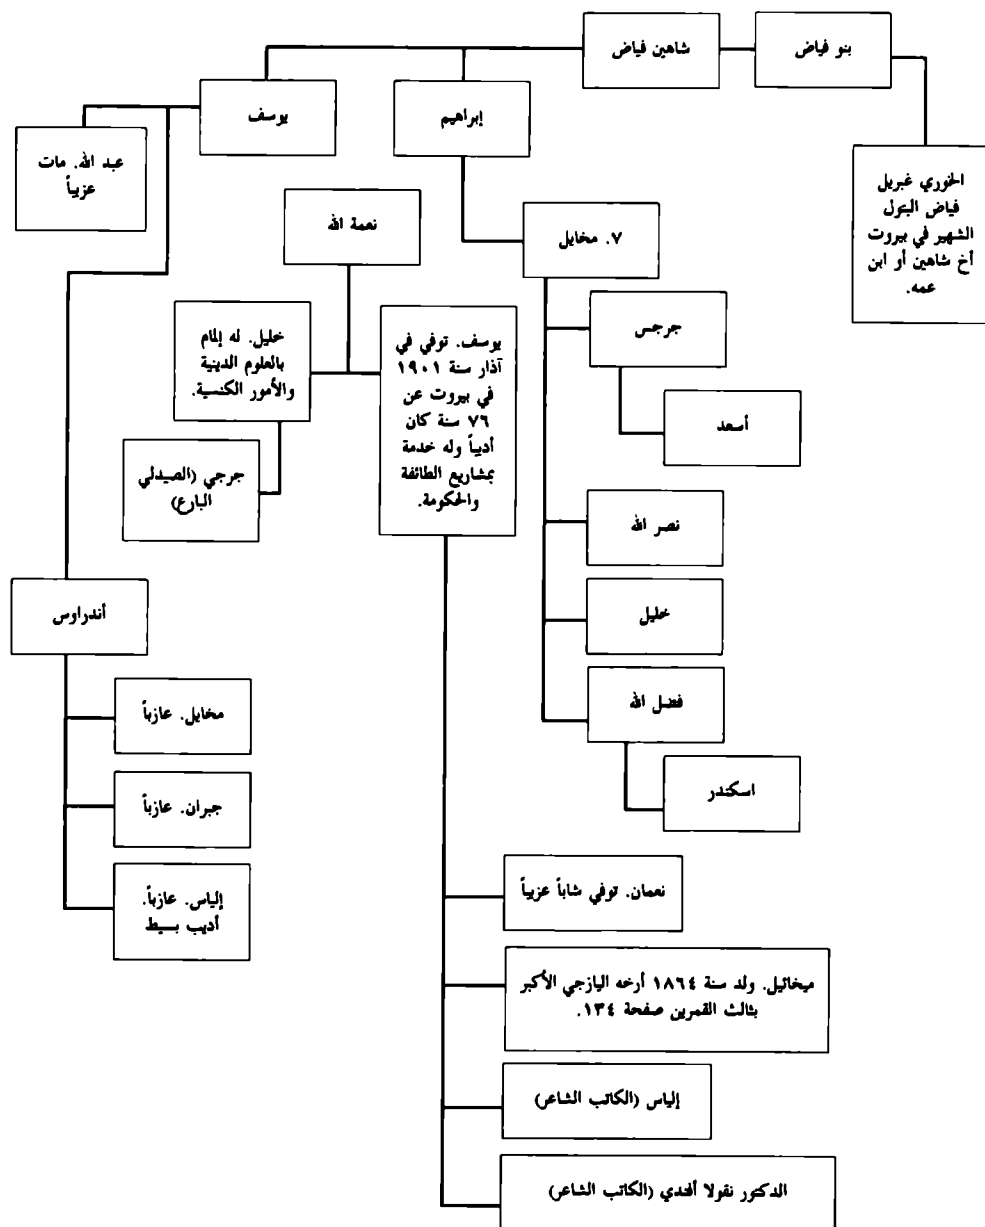 بنو فياض
شاهين فياض
الخوري غبريل
فياض البتول
الشهير في بيروت
أخ شاهين أو ابن
عمه.
إبراهيم
يوسف
عبد الله. مات
عزيباً
نعمة الله
٧. مخايل
جرجس
أسعد
نصر الله
خليل
فضل الله
اسكندر
يوسف. توفي في
آذار سنة ١٩٠١
في بيروت عن
٧٦ سنة كان
أديباً وله خدمة
بمشاريع الطائفة
والحكومة.
خليل. له إلمام
بالعلوم الدينية
والأمور الكنسية.
جرجي (الصيدلي
البارع)
أندراوس
مخايل. عازباً
جبران. عازباً
إلياس. عازباً.
أديب بسيط
نعمان. توفي شاباً عزيباً
ميخائيل. ولد سنة ١٨٦٤ أرخه اليازجي الأكبر
بثالث القمرين صفحة ١٣٤.
إلياس (الكاتب الشاعر)
الدكتور نقولا أفندي (الكاتب الشاعر)